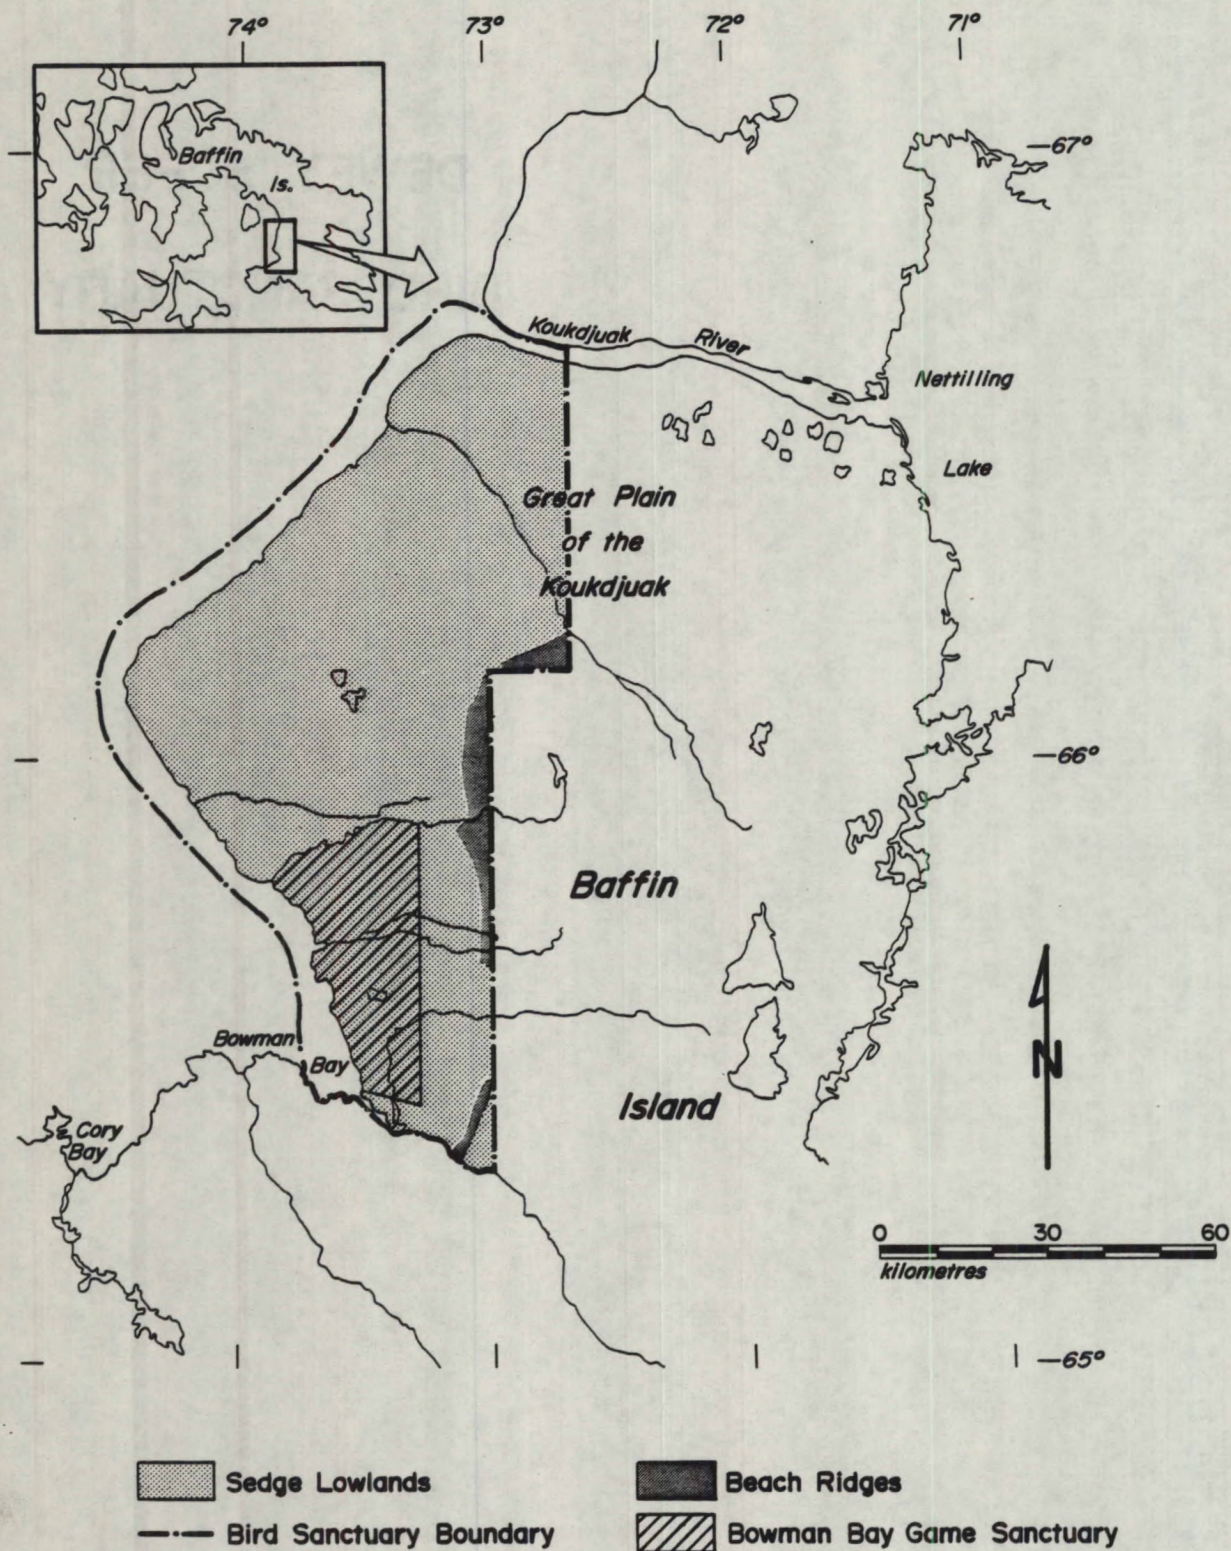 74° 73° 72° 71°
Baffin
Is.
—67°
Koukdjuak River
Nettilling
Lake
Great Plain
of the
Koukdjuak
—66°
Baffin
Island
Bowman
Bay
Cory
Bay
N
0 30 60
kilometres
—65°
Sedge Lowlands
Beach Ridges
Bird Sanctuary Boundary
Bowman Bay Game Sanctuary